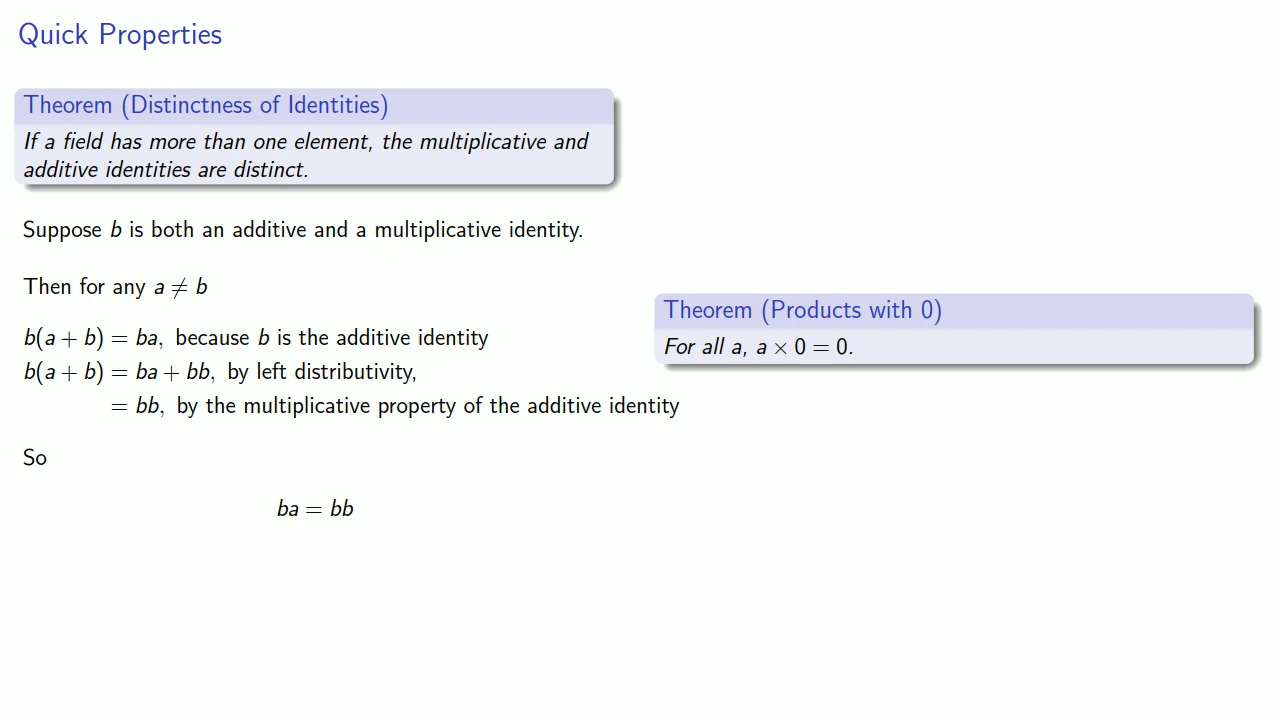 Quick Properties
Theorem (Distinctness of Identities)
If a field has more than one element, the multiplicative and
additive identities are distinct.
Suppose b is both an additive and a multiplicative identity.
Then for any a ≠ b
b(a + b) = ba, because b is the additive identity
b(a + b) = ba + bb, by left distributivity,
= bb, by the multiplicative property of the additive identity
So
ba = bb
Theorem (Products with 0)
For all a, a × 0 = 0.